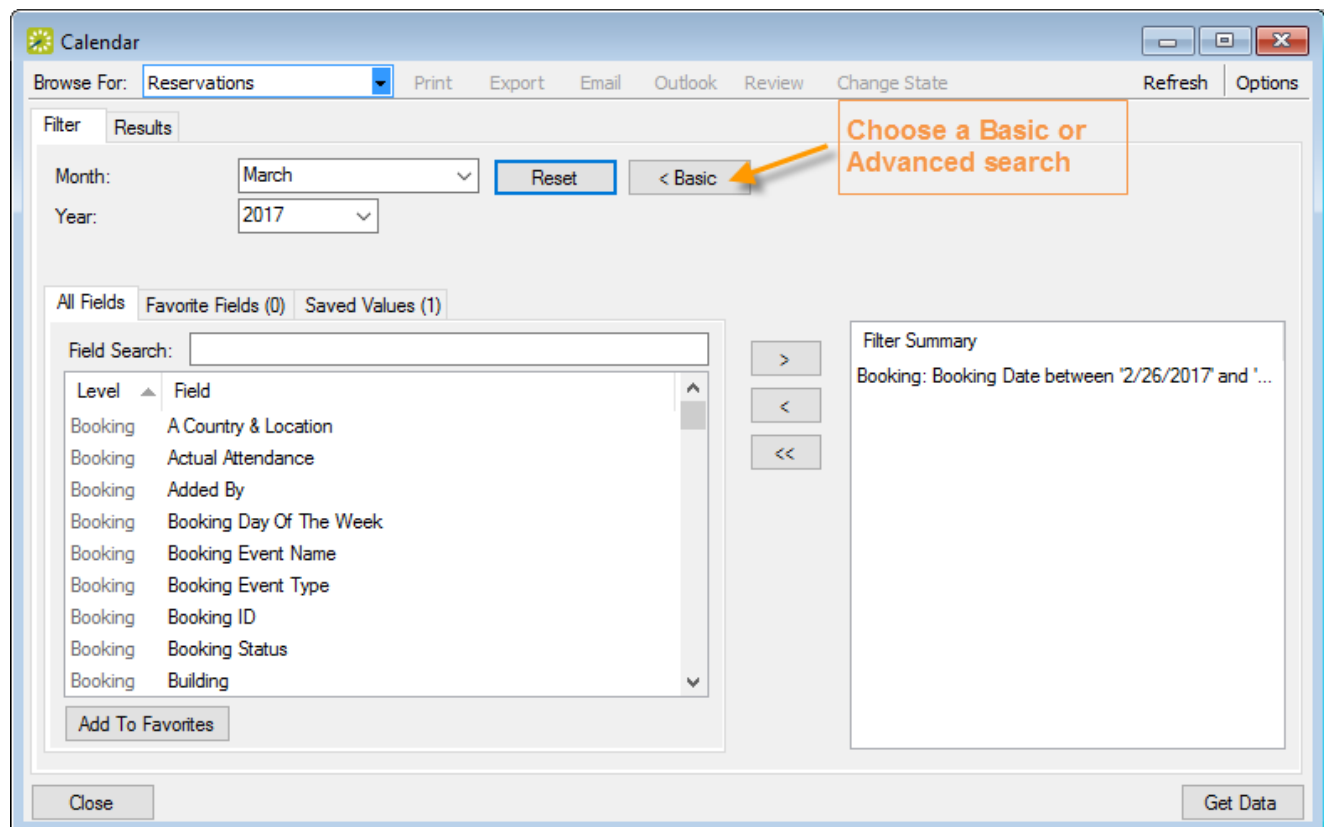 Calendar
Browse For: Reservations Print Export Email Outlook Review Change State Refresh Options
Filter Results
Choose a Basic or
Advanced search
Month: March Reset < Basic
Year: 2017
All Fields Favorite Fields (0) Saved Values (1)
Field Search:
Level Field
Booking A Country & Location
Booking Actual Attendance
Booking Added By
Booking Booking Day Of The Week
Booking Booking Event Name
Booking Booking Event Type
Booking Booking ID
Booking Booking Status
Booking Building
>
<
<<
Filter Summary
Booking: Booking Date between '2/26/2017' and '...
Add To Favorites
Close Get Data